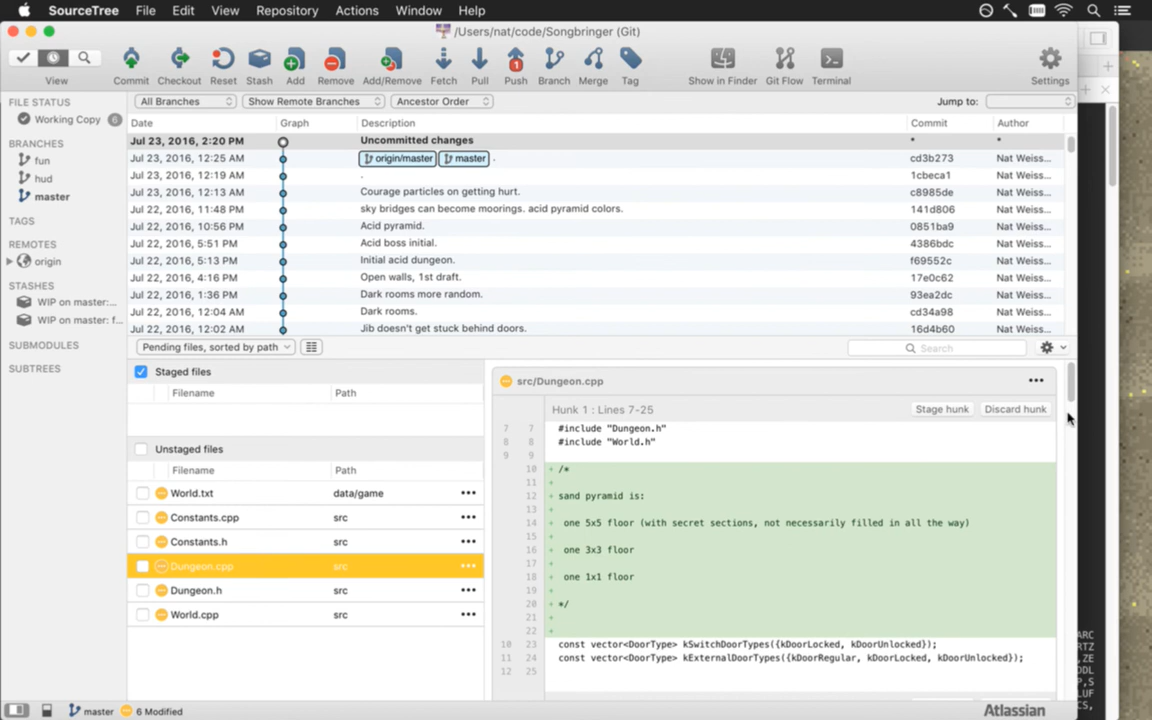 SourceTree File Edit View Repository Actions Window Help
/Users/nat/code/Songbringer (Git)
View Commit Checkout Reset Stash Add Remove Add/Remove Fetch Pull 1 Push Branch Merge Tag Show in Finder Git Flow Terminal Settings
All Branches Show Remote Branches Ancestor Order Jump to:
FILE STATUS
Working Copy 6
BRANCHES
fun
hud
master
TAGS
REMOTES
origin
STASHES
WIP on master:...
WIP on master: f...
SUBMODULES
SUBTREES
Date Graph Description Commit Author
Jul 23, 2016, 2:20 PM Uncommitted changes * *
Jul 23, 2016, 12:25 AM origin/master master . cd3b273 Nat Weiss...
Jul 23, 2016, 12:19 AM . 1cbeca1 Nat Weiss...
Jul 23, 2016, 12:13 AM Courage particles on getting hurt. c8985de Nat Weiss...
Jul 22, 2016, 11:48 PM sky bridges can become moorings. acid pyramid colors. 141d806 Nat Weiss...
Jul 22, 2016, 10:56 PM Acid pyramid. 0851ba9 Nat Weiss...
Jul 22, 2016, 5:51 PM Acid boss initial. 4386bdc Nat Weiss...
Jul 22, 2016, 5:13 PM Initial acid dungeon. f69552c Nat Weiss...
Jul 22, 2016, 4:16 PM Open walls, 1st draft. 17e0c62 Nat Weiss...
Jul 22, 2016, 1:36 PM Dark rooms more random. 93ea2dc Nat Weiss...
Jul 22, 2016, 12:04 AM Dark rooms. cd34a98 Nat Weiss...
Jul 22, 2016, 12:02 AM Jib doesn't get stuck behind doors. 16d4b60 Nat Weiss...
Pending files, sorted by path Search
Staged files
Filename Path
Unstaged files
Filename Path
World.txt data/game •••
Constants.cpp src •••
Constants.h src •••
Dungeon.cpp src •••
Dungeon.h src •••
World.cpp src •••
src/Dungeon.cpp •••
Hunk 1 : Lines 7-25 Stage hunk Discard hunk
7 7 #include "Dungeon.h"
8 8 #include "World.h"
9 9
10 + /*
11 +
12 + sand pyramid is:
13 +
14 + one 5x5 floor (with secret sections, not necessarily filled in all the way)
15 +
16 + one 3x3 floor
17 +
18 + one 1x1 floor
19 +
20 + */
21 +
22 +
10 23 const vector<DoorType> kSwitchDoorTypes({kDoorLocked, kDoorUnlocked});
11 24 const vector<DoorType> kExternalDoorTypes({kDoorRegular, kDoorLocked, kDoorUnlocked});
12 25
ARC
RTZ
,ZE
DDL
P,S
LUF
CS,
master 6 Modified Atlassian